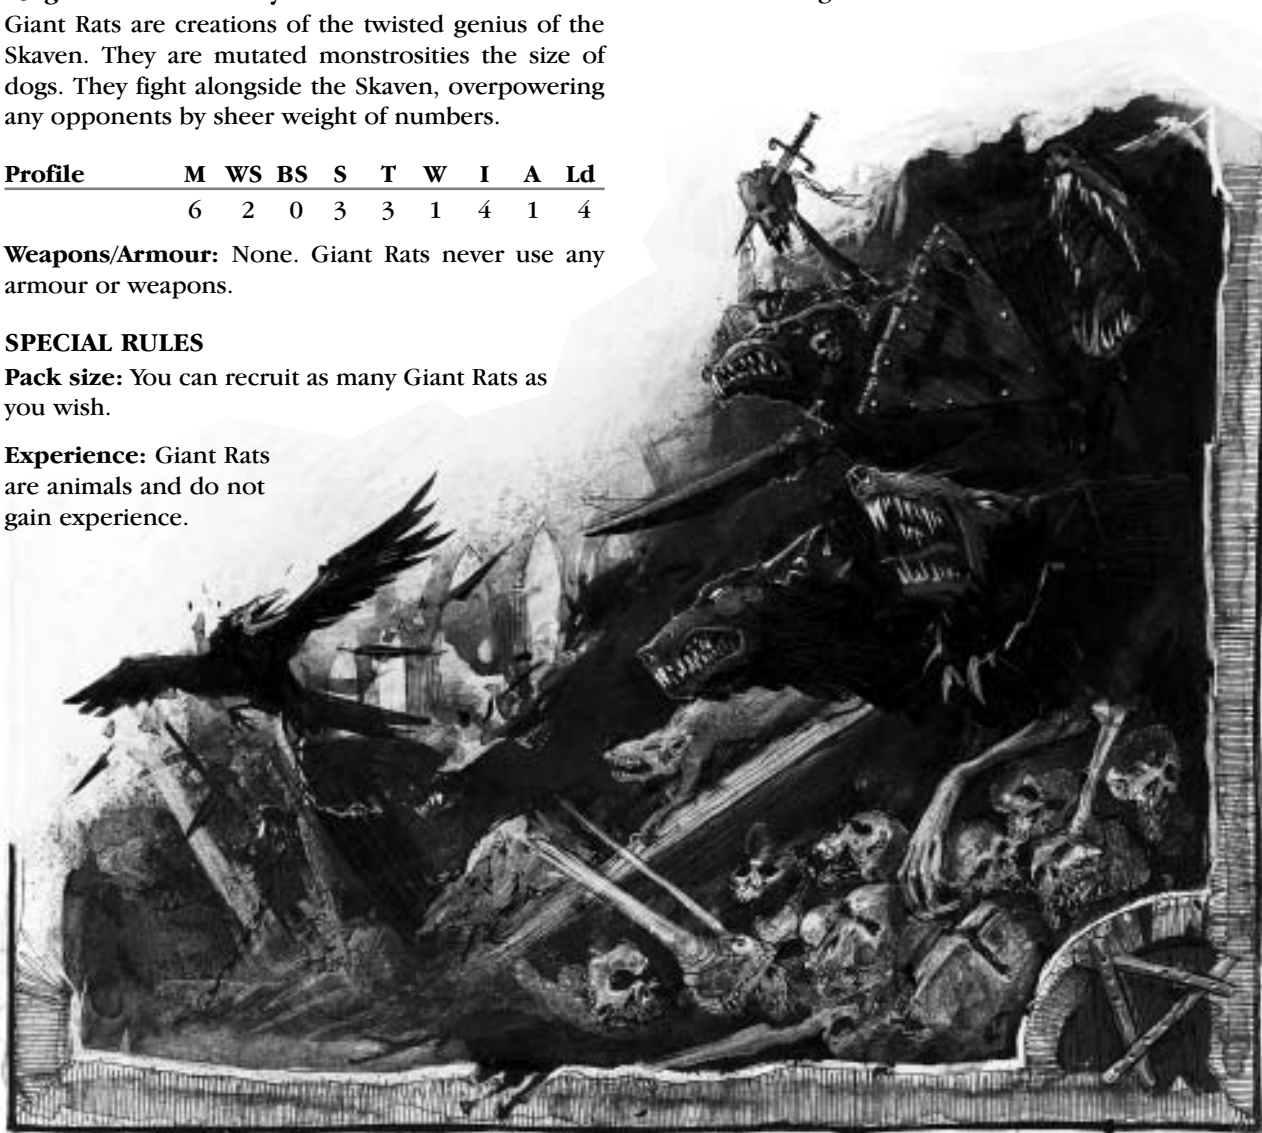 Giant Rats are creations of the twisted genius of the
Skaven. They are mutated monstrosities the size of
dogs. They fight alongside the Skaven, overpowering
any opponents by sheer weight of numbers.
Profile M WS BS S T W I A Ld
6 2 0 3 3 1 4 1 4
Weapons/Armour: None. Giant Rats never use any
armour or weapons.
SPECIAL RULES
Pack size: You can recruit as many Giant Rats as
you wish.
Experience: Giant Rats
are animals and do not
gain experience.